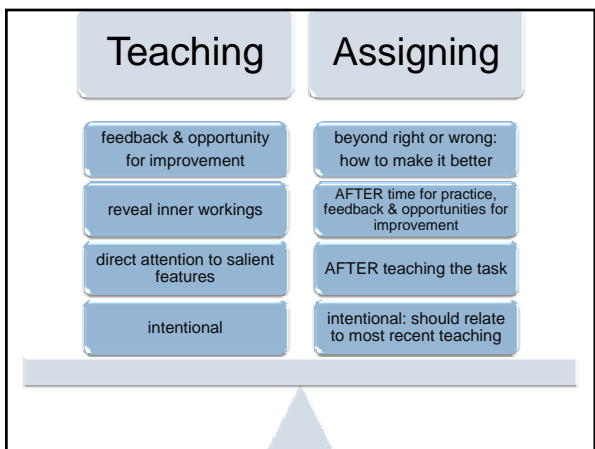 Teaching
Assigning
feedback & opportunity
for improvement
beyond right or wrong:
how to make it better
reveal inner workings
AFTER time for practice,
feedback & opportunities for
improvement
direct attention to salient
features
AFTER teaching the task
intentional
intentional: should relate
to most recent teaching